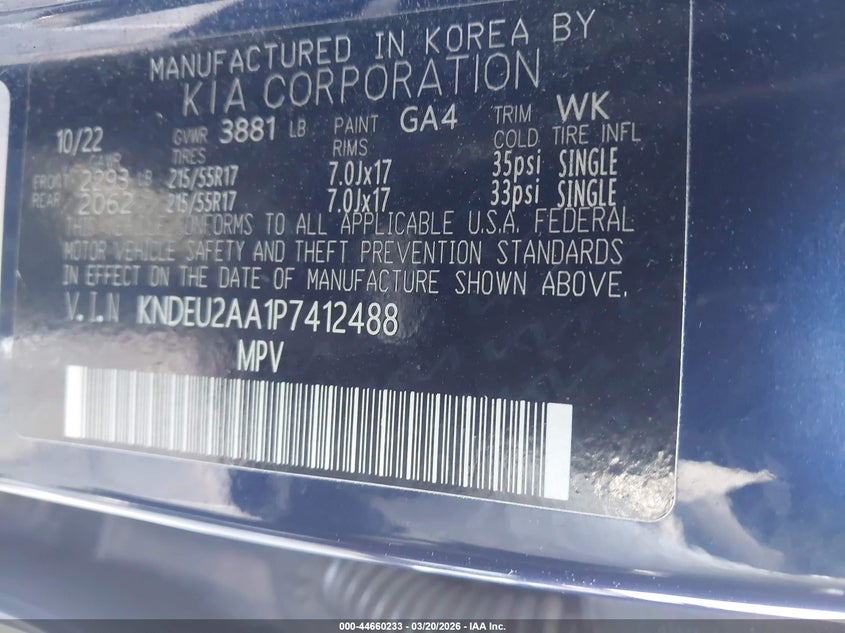 MANUFACTURED IN KOREA BY
KIA CORPORATION
10/22 GVWR 3881 LB PAINT GA4 TRIM WK
GAWR TIRES RIMS COLD TIRE INFL
FRONT 2293 LB 215/55R17 7.0Jx17 35psi SINGLE
REAR 2062 215/55R17 7.0Jx17 33psi SINGLE
THIS VEHICLE CONFORMS TO ALL APPLICABLE U.S.A. FEDERAL
MOTOR VEHICLE SAFETY AND THEFT PREVENTION STANDARDS
IN EFFECT ON THE DATE OF MANUFACTURE SHOWN ABOVE.
V.I.N KNDEU2AA1P7412488
MPV
000-44660233 - 03/20/2026 - IAA Inc.